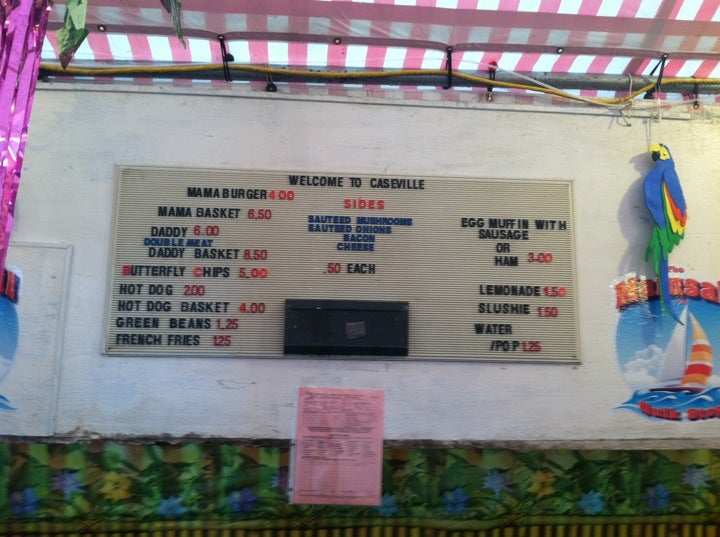 WELCOME TO CASEVILLE
MAMA BURGER 4.00
MAMA BASKET 6.50
DADDY 6.00
DOUBLE MEAT
DADDY BASKET 8.50
BUTTERFLY CHIPS 5.00
HOT DOG 2.00
HOT DOG BASKET 4.00
GREEN BEANS 1.25
FRENCH FRIES 1.25
SIDES
SAUTEED MUSHROOMS
SAUTEED ONIONS
BACON
CHEESE
.50 EACH
EGG MUFFIN WITH
SAUSAGE
OR
HAM 3.00
LEMONADE 1.50
SLUSHIE 1.50
WATER
/POP 1.25
The